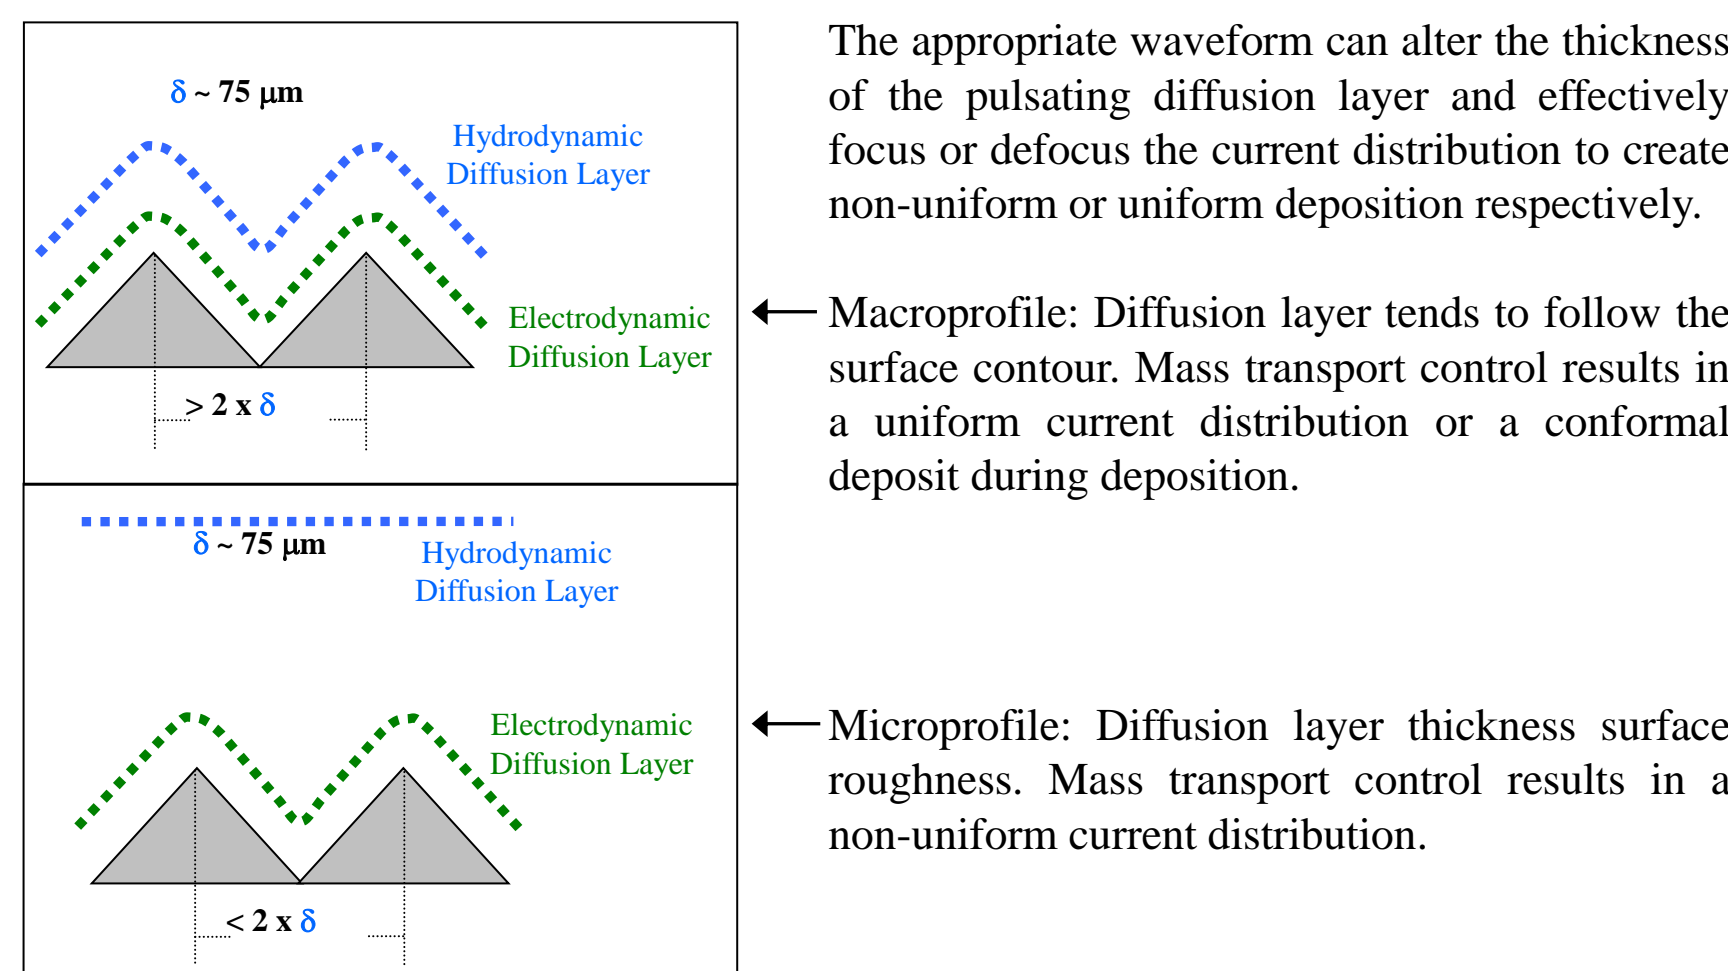 δ ~ 75 μm
Hydrodynamic
Diffusion Layer
Electrodynamic
Diffusion Layer
> 2 x δ
δ ~ 75 μm
Hydrodynamic
Diffusion Layer
Electrodynamic
Diffusion Layer
< 2 x δ
The appropriate waveform can alter the thickness
of the pulsating diffusion layer and effectively
focus or defocus the current distribution to create
non-uniform or uniform deposition respectively.
Macroprofile: Diffusion layer tends to follow the
surface contour. Mass transport control results in
a uniform current distribution or a conformal
deposit during deposition.
Microprofile: Diffusion layer thickness surface
roughness. Mass transport control results in a
non-uniform current distribution.